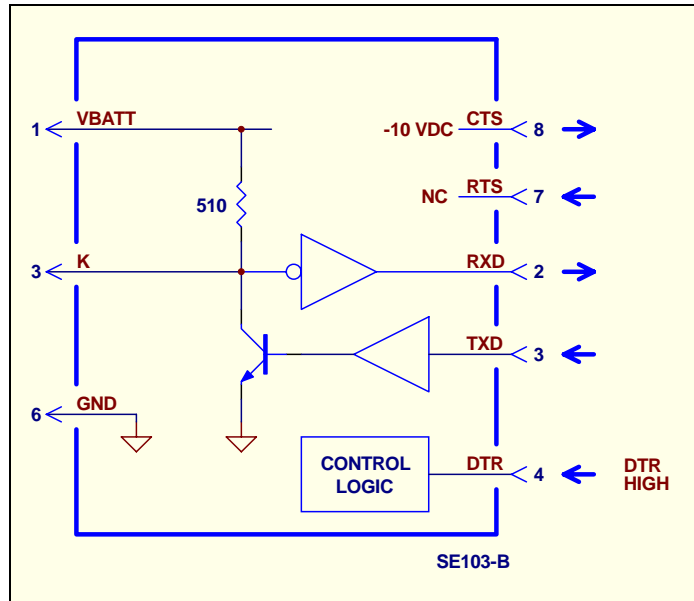 VBATT
1
CTS
-10 VDC
8
RTS
NC
7
510
K
3
RXD
2
TXD
3
GND
6
CONTROL
LOGIC
DTR
4
DTR
HIGH
SE103-B